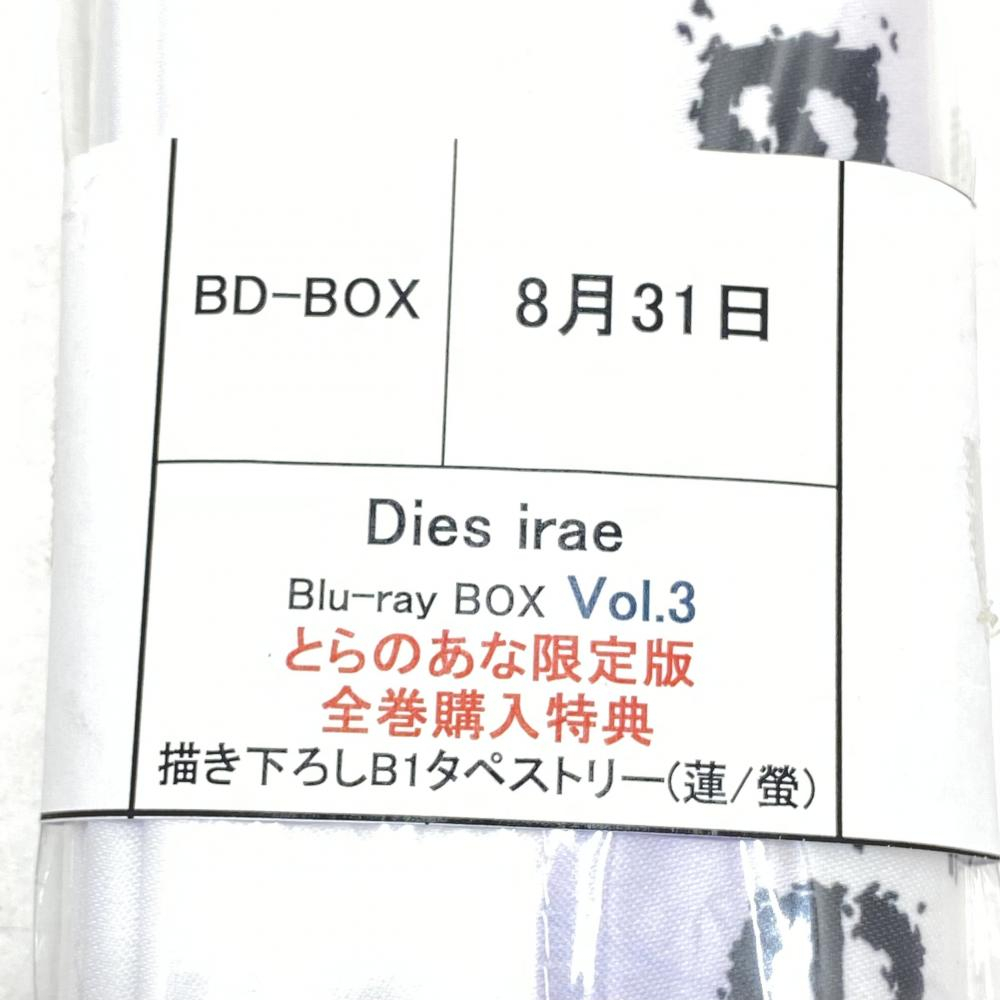 BD-BOX
8月31日
Dies irae
Blu-ray BOX Vol.3
とらのあな限定版
全巻購入特典
描き下ろしB1タペストリー(蓮/螢)